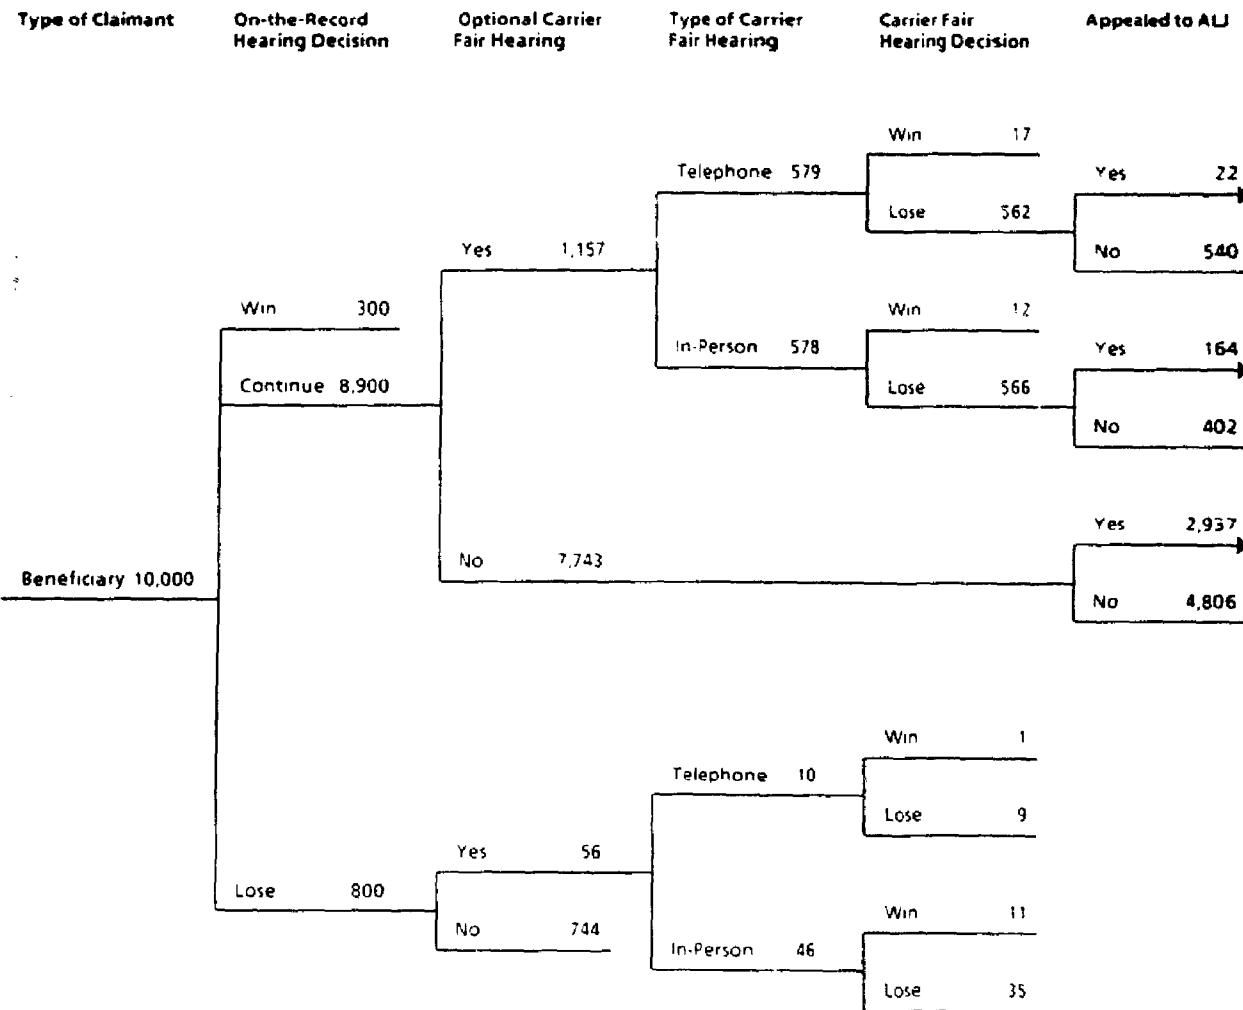 Type of Claimant
On-the-Record
Hearing Decision
Optional Carrier
Fair Hearing
Type of Carrier
Fair Hearing
Carrier Fair
Hearing Decision
Appealed to ALJ
Win 17
Telephone 579
Yes 22
Lose 562
Yes 1,157
No 540
Win 300
Win 12
In-Person 578
Yes 164
Continue 8,900
Lose 566
No 402
Yes 2,937
No 7,743
Beneficiary 10,000
No 4,806
Win 1
Telephone 10
Lose 9
Yes 56
Lose 800
Win 11
No 744
In-Person 46
Lose 35